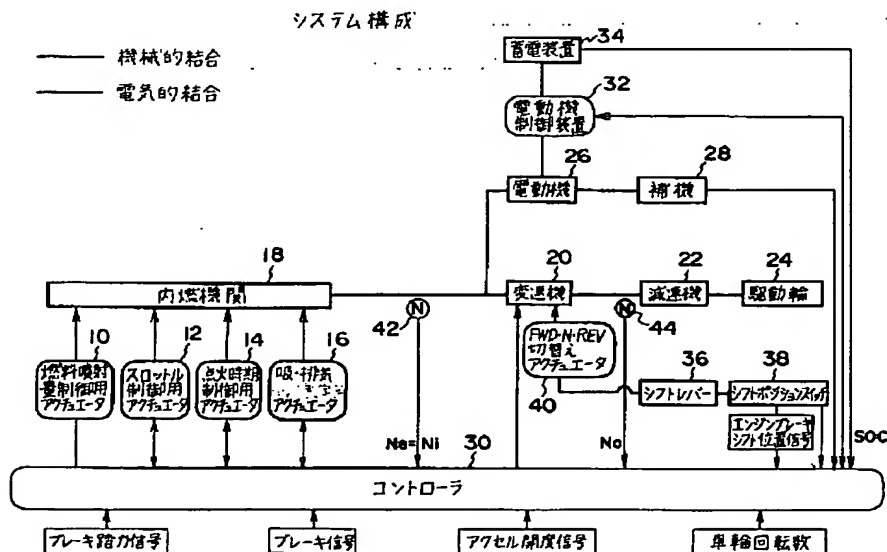 システム構成
機械的結合
電気的結合
蓄電装置
34
32
電動機
制御装置
26
28
電動機
補機
18
20
22
24
内燃機関
変速機
減速機
駆動輪
N
42
N
44
10
12
14
16
燃料噴射
量制御用
アクチュエータ
スロットル
制御用
アクチュエータ
点火時期
制御用
アクチュエータ
吸・排気
アクチュエータ
FWD・N・REV
切替え
アクチュエータ
40
36
38
シフトレバー
シフトポジションスイッチ
エンジンブレーキ
シフト位置信号
SOC
Ne=Ni
No
30
コントローラ
ブレーキ踏力信号
ブレーキ信号
アクセル開度信号
車輪回転数